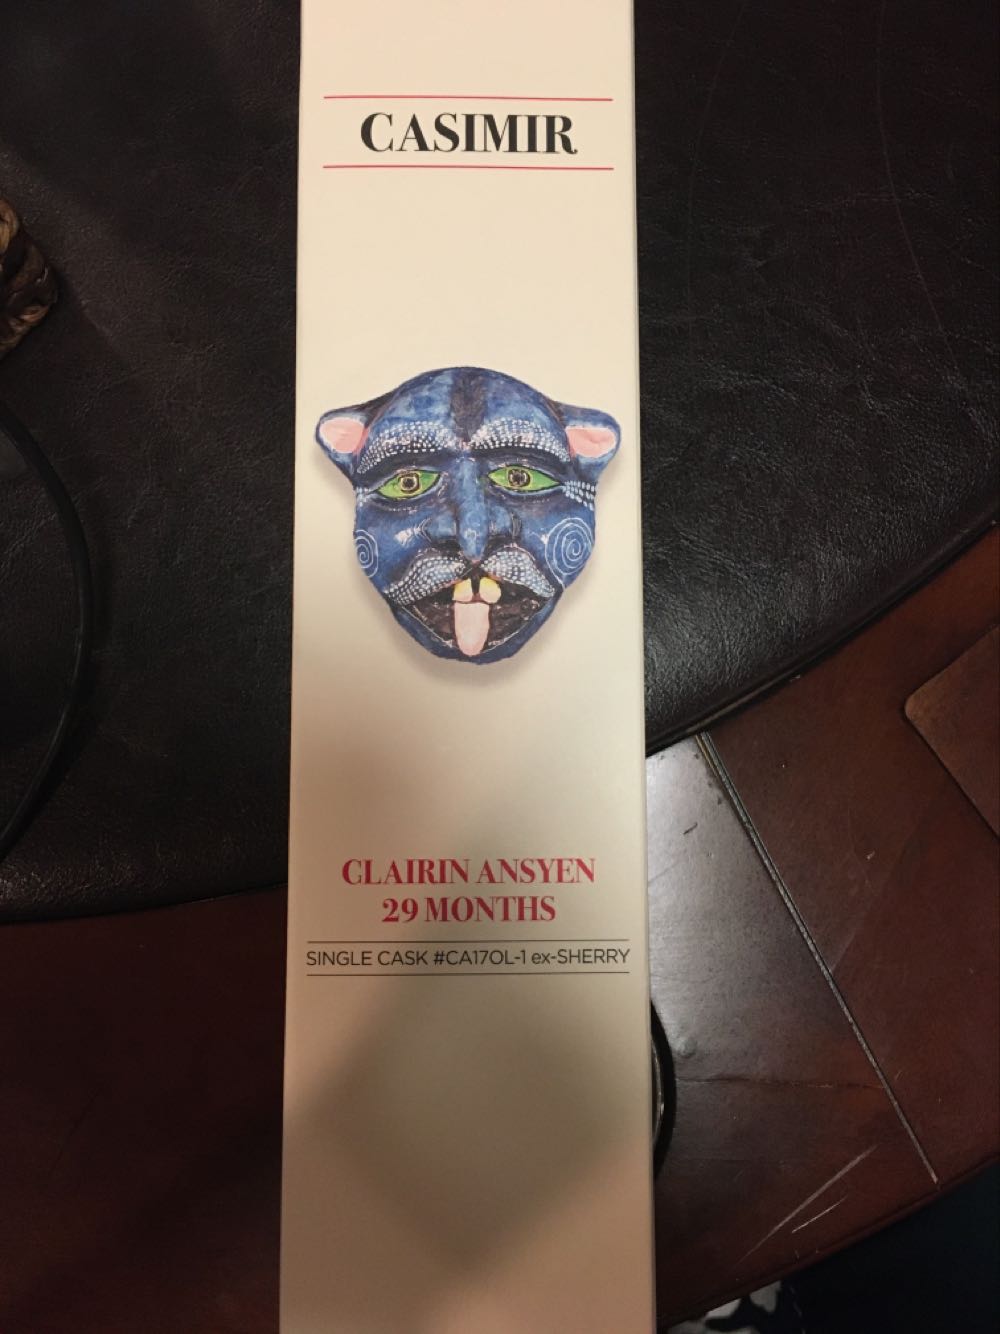 CASIMIR
CLAIRIN ANSYEN
29 MONTHS
SINGLE CASK #CA17OL-1 ex-SHERRY